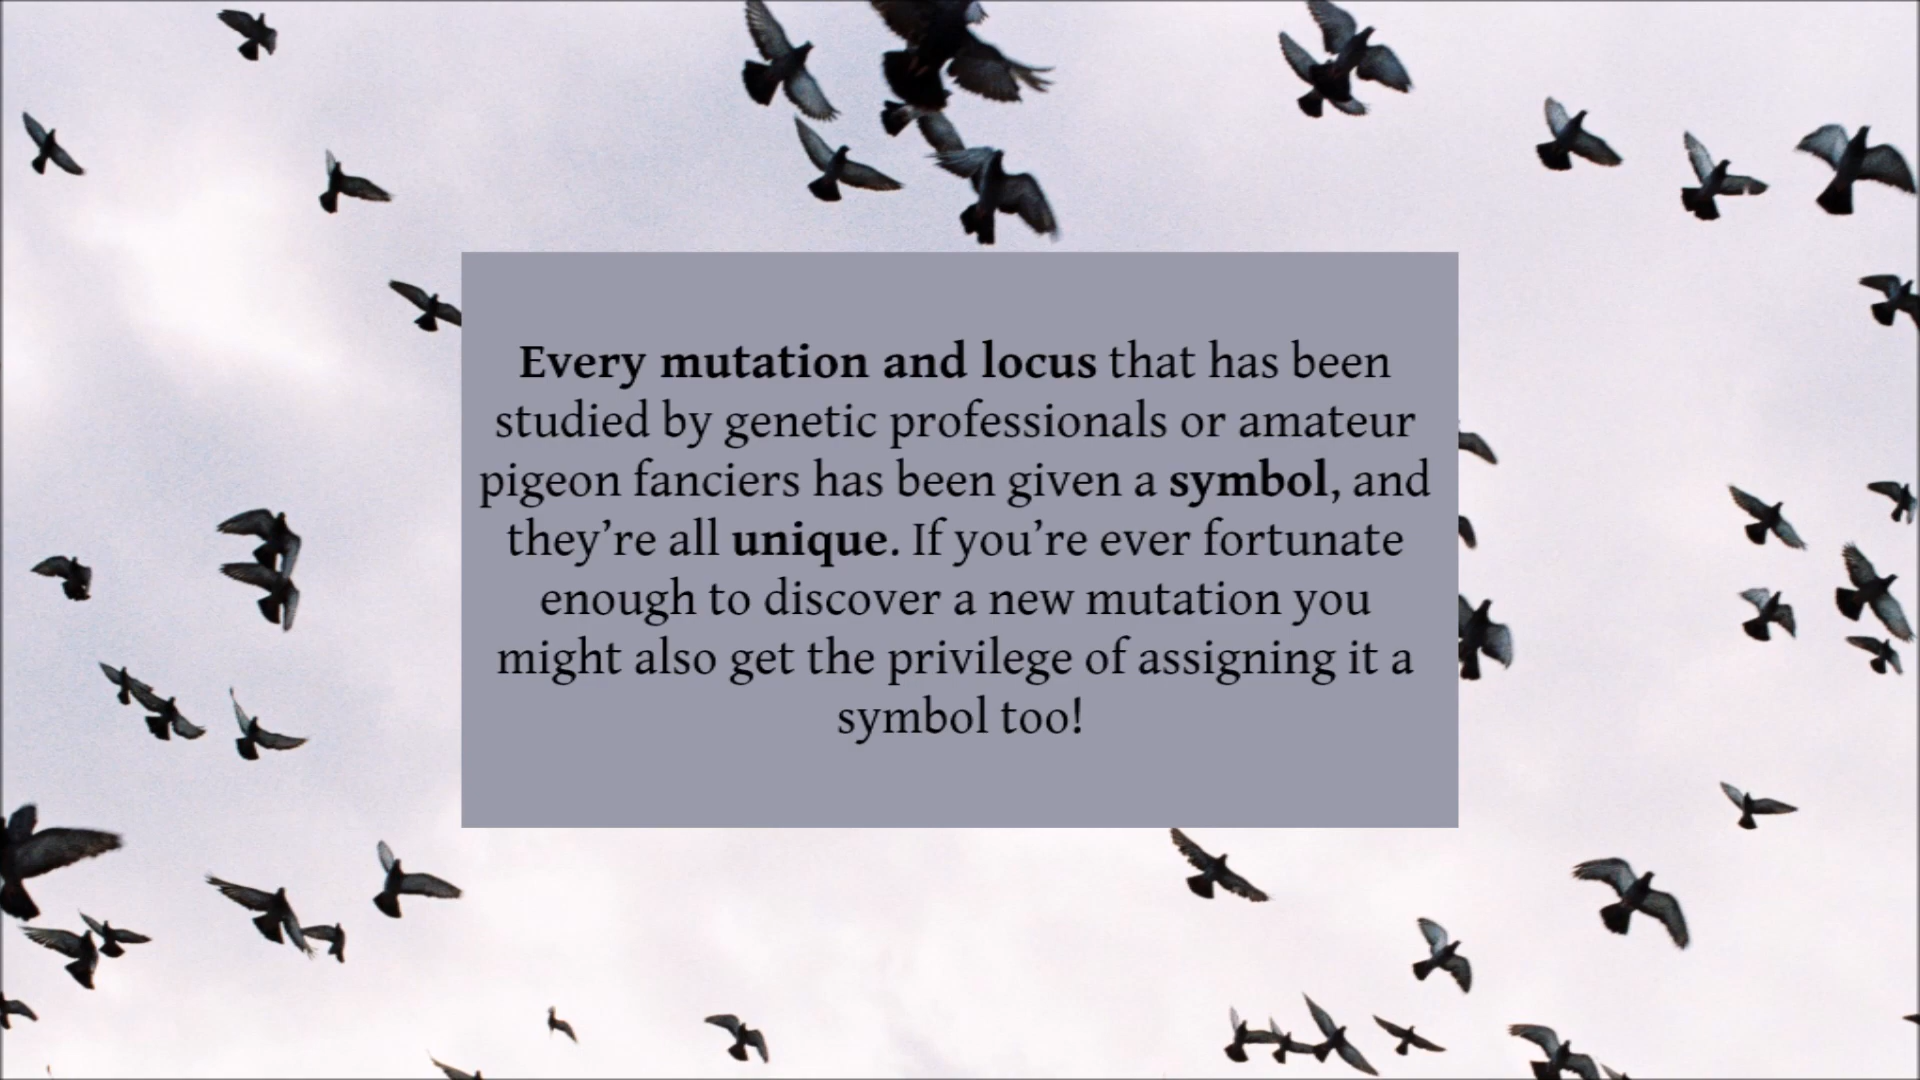 Every mutation and locus that has been
studied by genetic professionals or amateur
pigeon fanciers has been given a symbol, and
they’re all unique. If you’re ever fortunate
enough to discover a new mutation you
might also get the privilege of assigning it a
symbol too!